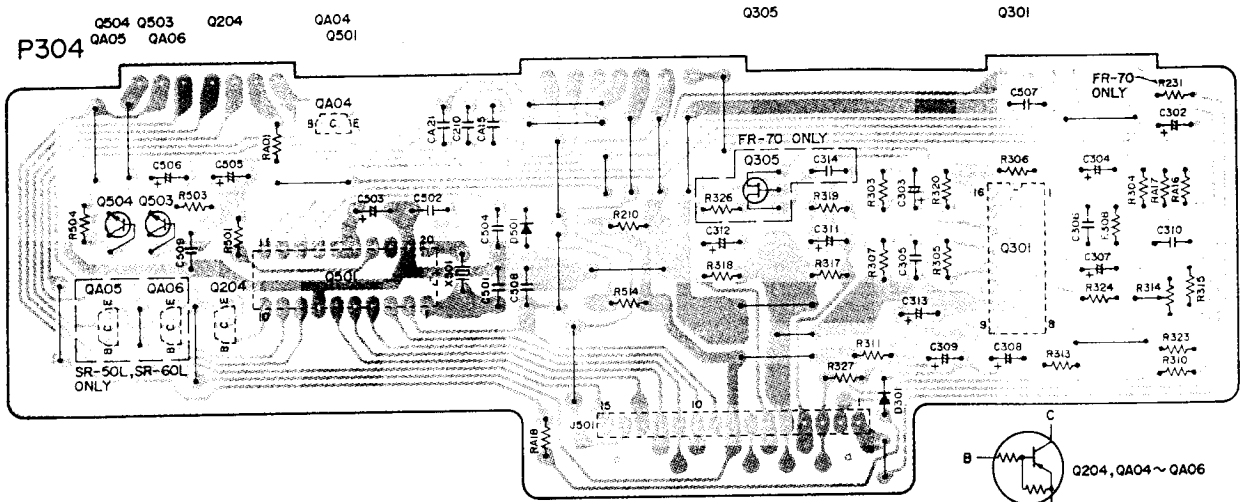 Q504 Q503 Q204 QA04 Q305 Q301
QA05 QA06 Q501
P304
FR-70
ONLY
R231
C507
QA04
B C E
C302
CA21
C210
CA15
RA01
FR-70 ONLY
C506
C505
Q305
C314
R306
C304
R503
R303
C303
R320
16
1
R304
RA17
RA16
Q504
Q503
R504
C503
C502
R326
R319
R501
C504
D501
R210
C306
R308
C509
C312
C311
Q301
C310
20
Q501
X501
R318
R317
R307
C305
R305
C307
QA05
QA06
Q204
C501
C508
R514
R324
R314
R315
E
C
B
E
C
B
E
C
B
10
C313
9
8
SR-50L, SR-60L
ONLY
R311
C309
C308
R313
R323
R310
R327
D301
15
10
1
J501
RA18
C
B
Q204, QA04~QA06